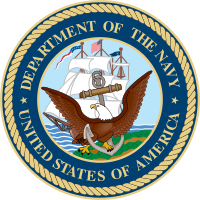 DEPARTMENT OF THE NAVY
UNITED STATES OF AMERICA